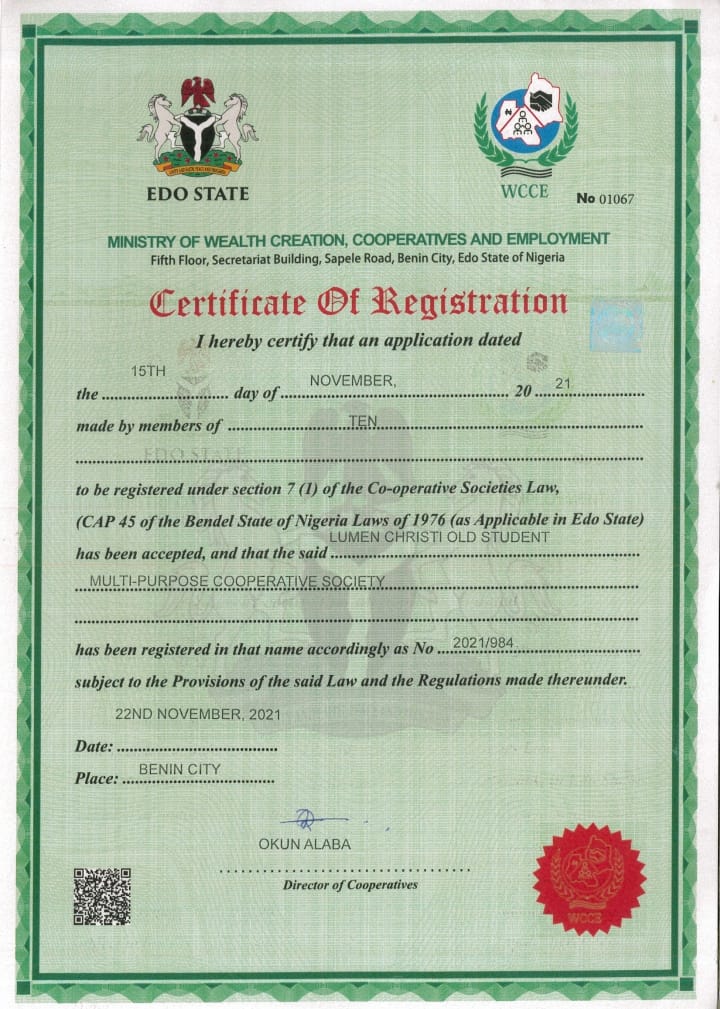 EDO STATE
WCCE
No 01067
MINISTRY OF WEALTH CREATION, COOPERATIVES AND EMPLOYMENT
Fifth Floor, Secretariat Building, Sapele Road, Benin City, Edo State of Nigeria
Certificate Of Registration
I hereby certify that an application dated
the 15TH day of NOVEMBER, 20 21
made by members of TEN
EDO STATE
to be registered under section 7 (1) of the Co-operative Societies Law,
(CAP 45 of the Bendel State of Nigeria Laws of 1976 (as Applicable in Edo State)
has been accepted, and that the said LUMEN CHRISTI OLD STUDENT
MULTI-PURPOSE COOPERATIVE SOCIETY
has been registered in that name accordingly as No 2021/984
subject to the Provisions of the said Law and the Regulations made thereunder.
22ND NOVEMBER, 2021
Date:
Place: BENIN CITY
OKUN ALABA
Director of Cooperatives
WCCE